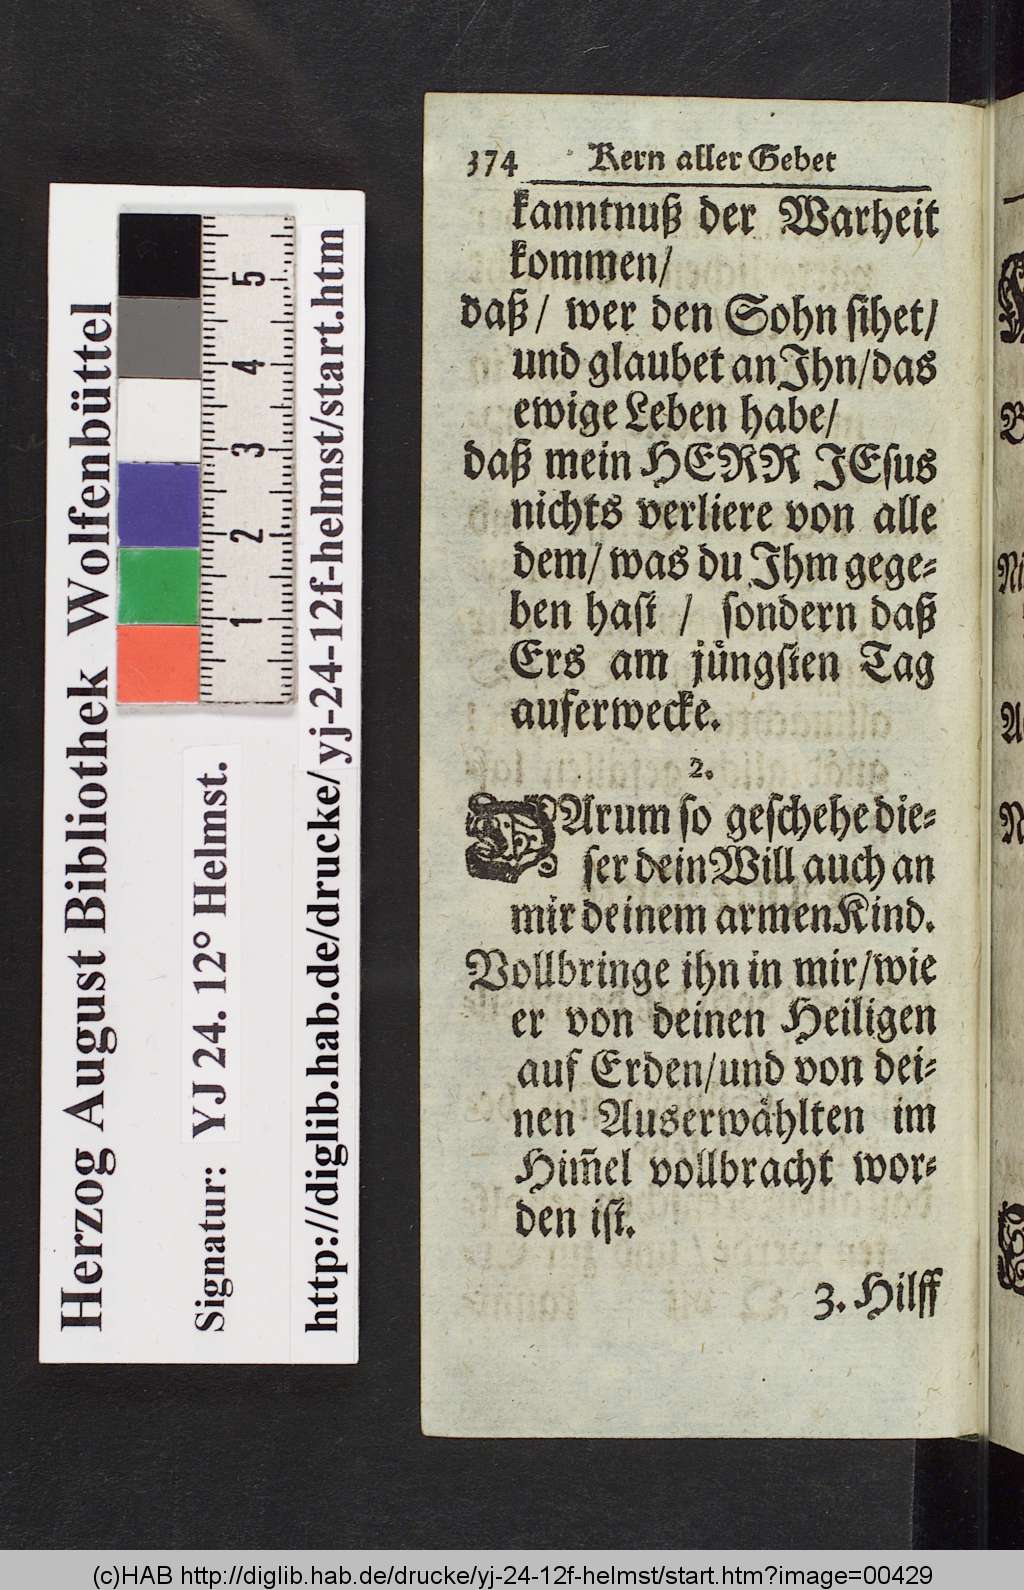 Herzog August Bibliothek Wolfenbüttel
Signatur: YJ 24. 12° Helmst.
http://diglib.hab.de/drucke/yj-24-12f-helmst/start.htm
5
4
3
2
1
374 Kern aller Gebet
kanntnuß der Warheit
kommen/
daß/ wer den Sohn sihet/
und glaubet an Ihn/das
ewige Leben habe/
daß mein HERR JEsus
nichts verliere von alle
dem/ was du Ihm gege-
ben hast / sondern daß
Ers am jüngsten Tag
auferwecke.
2.
DArum so geschehe die-
ser dein Will auch an
mir deinem armen Kind.
Vollbringe ihn in mir/wie
er von deinen Heiligen
auf Erden/und von dei-
nen Auserwählten im
Him̄el vollbracht wor-
den ist.
3. Hilff
(c)HAB http://diglib.hab.de/drucke/yj-24-12f-helmst/start.htm?image=00429